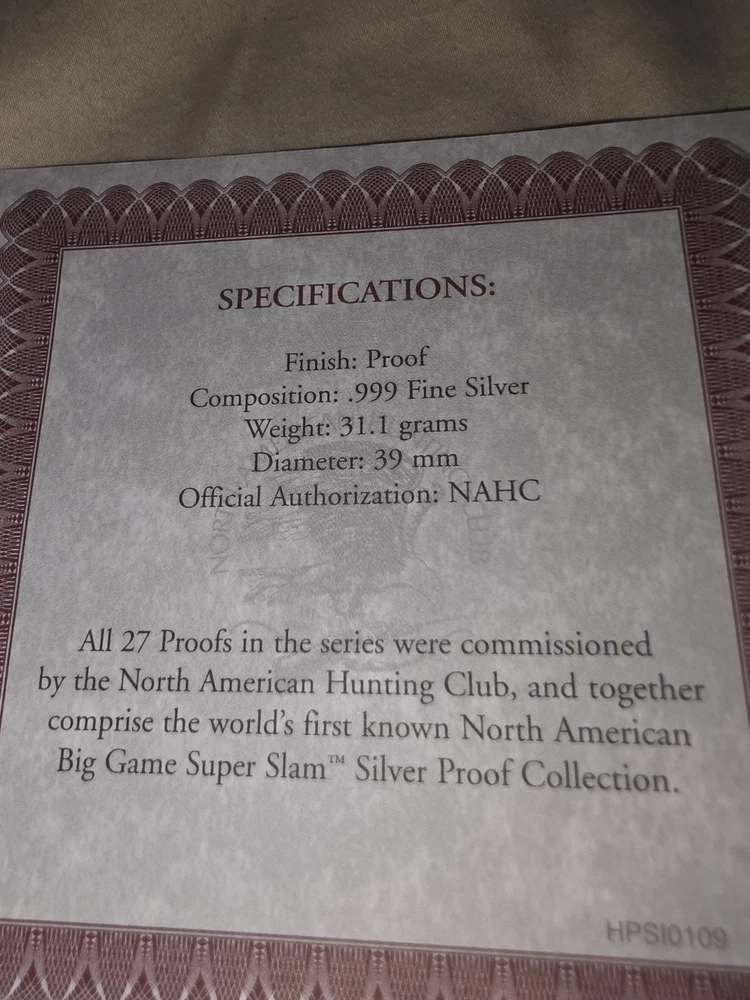 SPECIFICATIONS:
Finish: Proof
Composition: .999 Fine Silver
Weight: 31.1 grams
Diameter: 39 mm
Official Authorization: NAHC
NORT
CLUB
All 27 Proofs in the series were commissioned
by the North American Hunting Club, and together
comprise the world's first known North American
Big Game Super Slam™ Silver Proof Collection.
HPSI0109